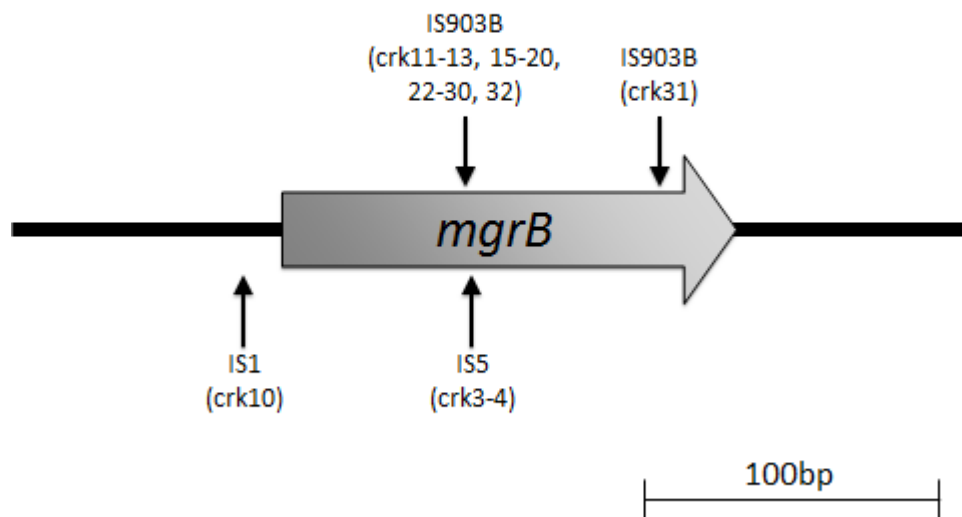 IS903B
(crk11-13, 15-20,
22-30, 32)
IS903B
(crk31)
mgrB
IS1
(crk10)
IS5
(crk3-4)
100bp